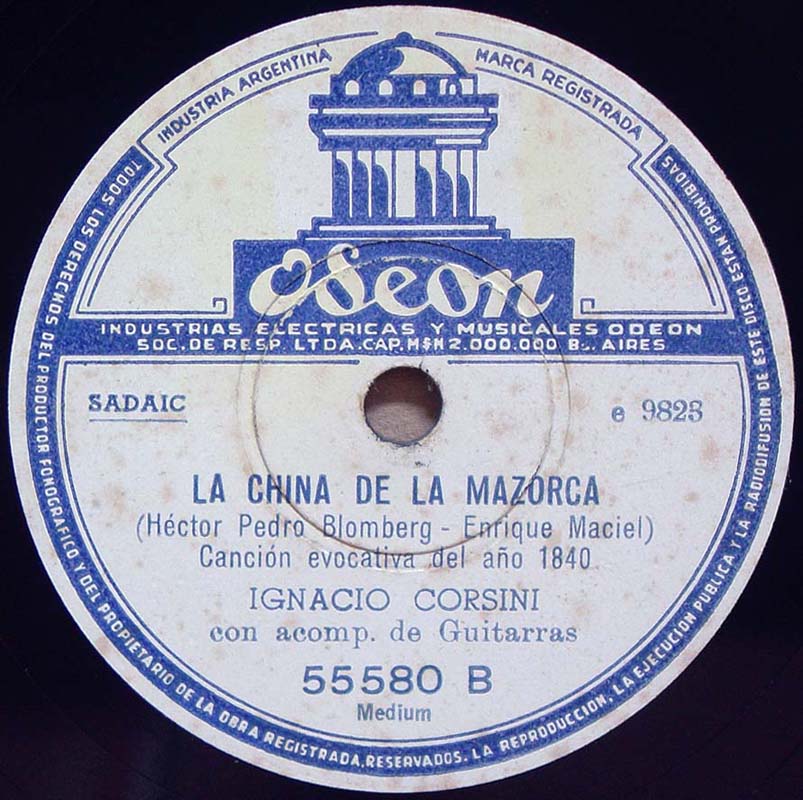 INDUSTRIA ARGENTINA
MARCA REGISTRADA
Odeon
INDUSTRIAS ELECTRICAS Y MUSICALES ODEON
SOC. DE RESP. LTDA. CAP. M$N 2.000.000 Bs. AIRES
SADAIC
e 9823
LA CHINA DE LA MAZORCA
(Héctor Pedro Blomberg - Enrique Maciel)
Canción evocativa del año 1840
IGNACIO CORSINI
con acomp. de Guitarras
55580 B
Medium
TODOS LOS DERECHOS DEL PRODUCTOR FONOGRAFICO Y DEL PROPIETARIO DE LA OBRA REGISTRADA, RESERVADOS. LA REPRODUCCION, LA EJECUCION PUBLICA Y LA RADIODIFUSION DE ESTE DISCO ESTAN PROHIBIDAS